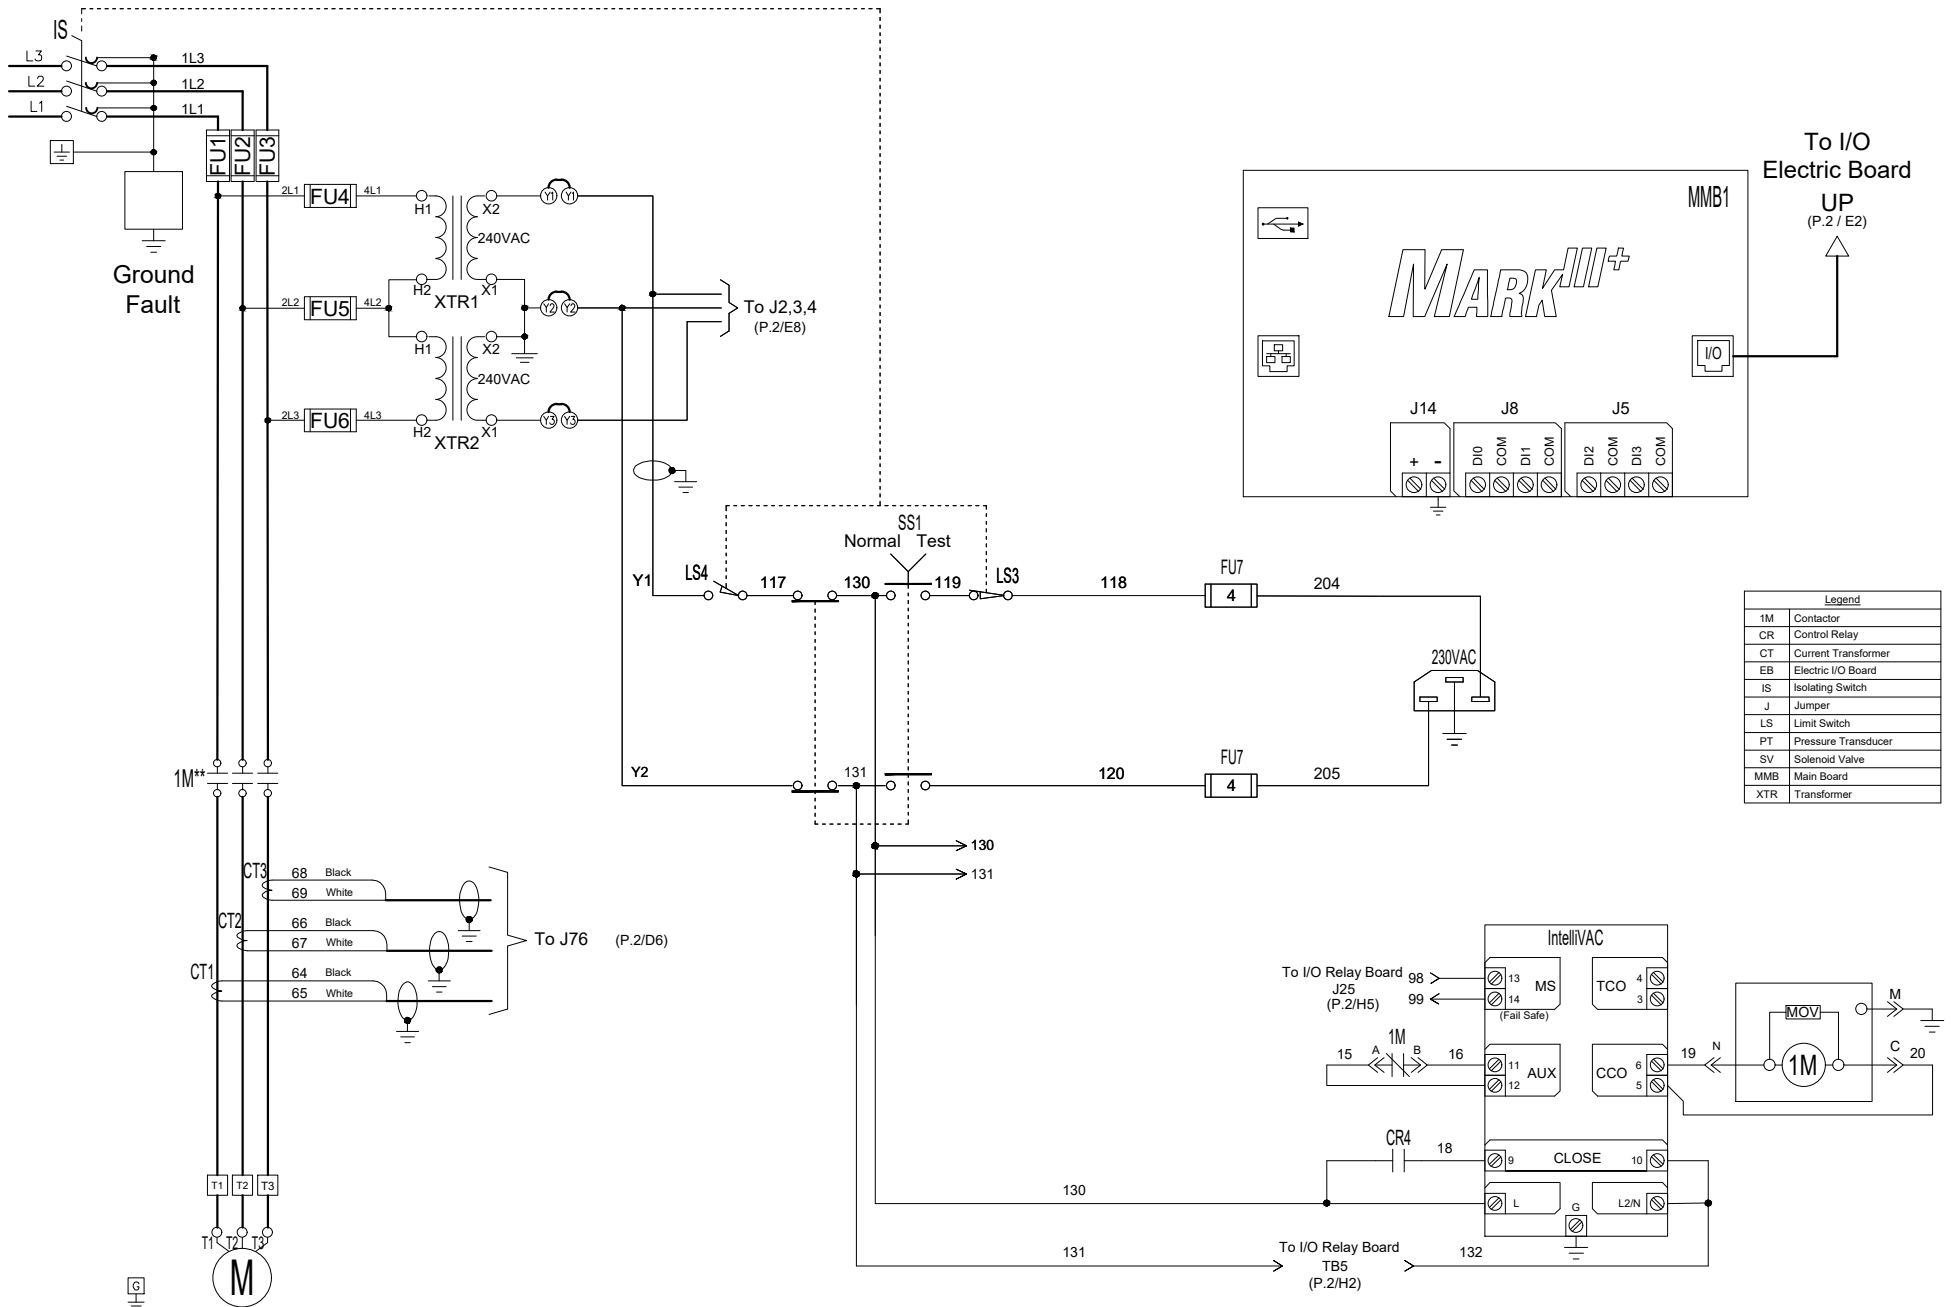 IS
L3
1L3
L2
1L2
L1
1L1
FU1
FU2
FU3
Ground
Fault
2L1
FU4
4L1
H1
X2
Y1
Y1
240VAC
H2
X1
XTR1
2L2
FU5
4L2
Y2
Y2
To J2,3,4
(P.2/E8)
H1
X2
240VAC
2L3
FU6
4L3
H2
X1
Y3
Y3
XTR2
To I/O
Electric Board
UP
(P.2 / E2)
MMB1
MARKIII+
I/O
J14
J8
J5
+
-
DI0
COM
DI1
COM
DI2
COM
DI3
COM
SS1
Normal
Test
Y1
LS4
117
130
119
LS3
118
FU7
4
204
230VAC
Y2
131
120
FU7
4
205
130
131
Legend
1M Contactor
CR Control Relay
CT Current Transformer
EB Electric I/O Board
IS Isolating Switch
J Jumper
LS Limit Switch
PT Pressure Transducer
SV Solenoid Valve
MMB Main Board
XTR Transformer
1M**
CT3
68
Black
69
White
CT2
66
Black
67
White
To J76
(P.2/D6)
CT1
64
Black
65
White
IntelliVAC
To I/O Relay Board
J25
(P.2/H5)
98
99
13
14
MS
(Fail Safe)
TCO
4
3
1M
15
A
B
16
11
12
AUX
CCO
6
5
19
N
MOV
1M
M
C
20
CR4
18
9
CLOSE
10
130
L
L2/N
G
131
To I/O Relay Board
TB5
(P.2/H2)
132
T1
T2
T3
T1
T2
T3
M
G